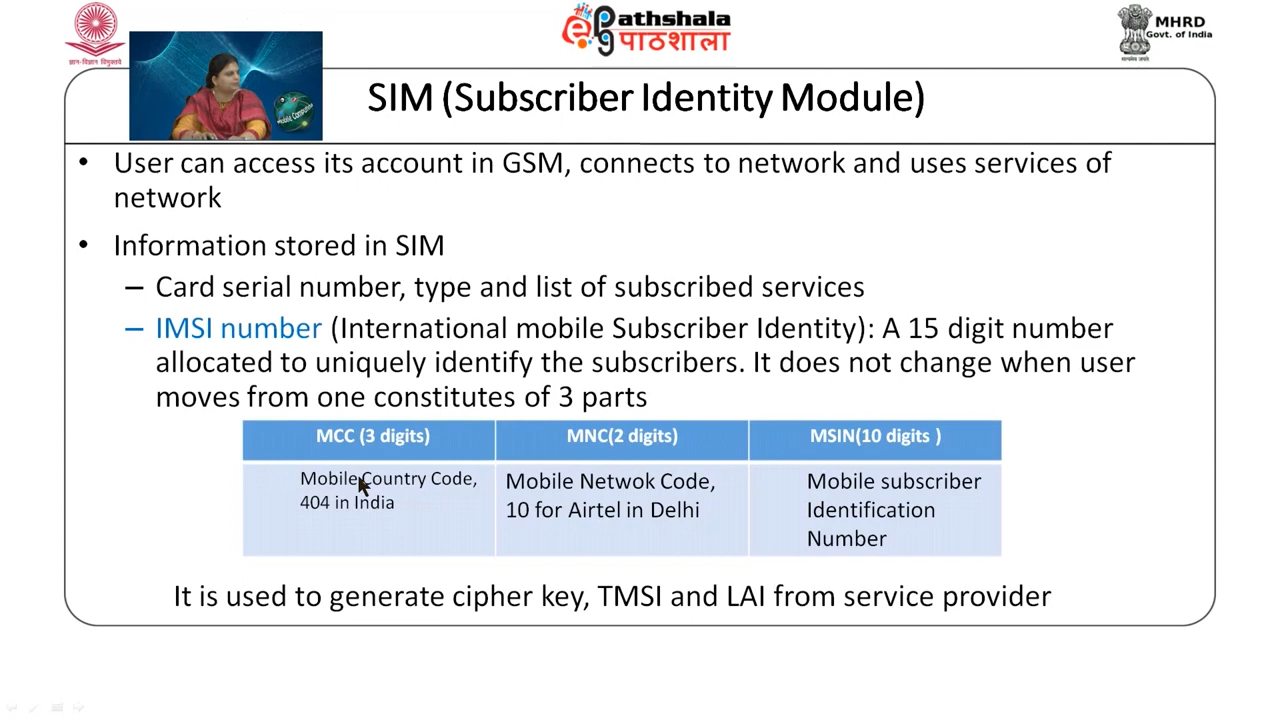 ज्ञान-विज्ञान विमुक्तये
Pathshala
पाठशाला
MHRD
Govt. of India
सत्यमेव जयते
SIM (Subscriber Identity Module)
• User can access its account in GSM, connects to network and uses services of
network
• Information stored in SIM
– Card serial number, type and list of subscribed services
– IMSI number (International mobile Subscriber Identity): A 15 digit number
allocated to uniquely identify the subscribers. It does not change when user
moves from one constitutes of 3 parts
MCC (3 digits) MNC(2 digits) MSIN(10 digits )
Mobile Country Code,
404 in India
Mobile Netwok Code,
10 for Airtel in Delhi
Mobile subscriber
Identification
Number
It is used to generate cipher key, TMSI and LAI from service provider